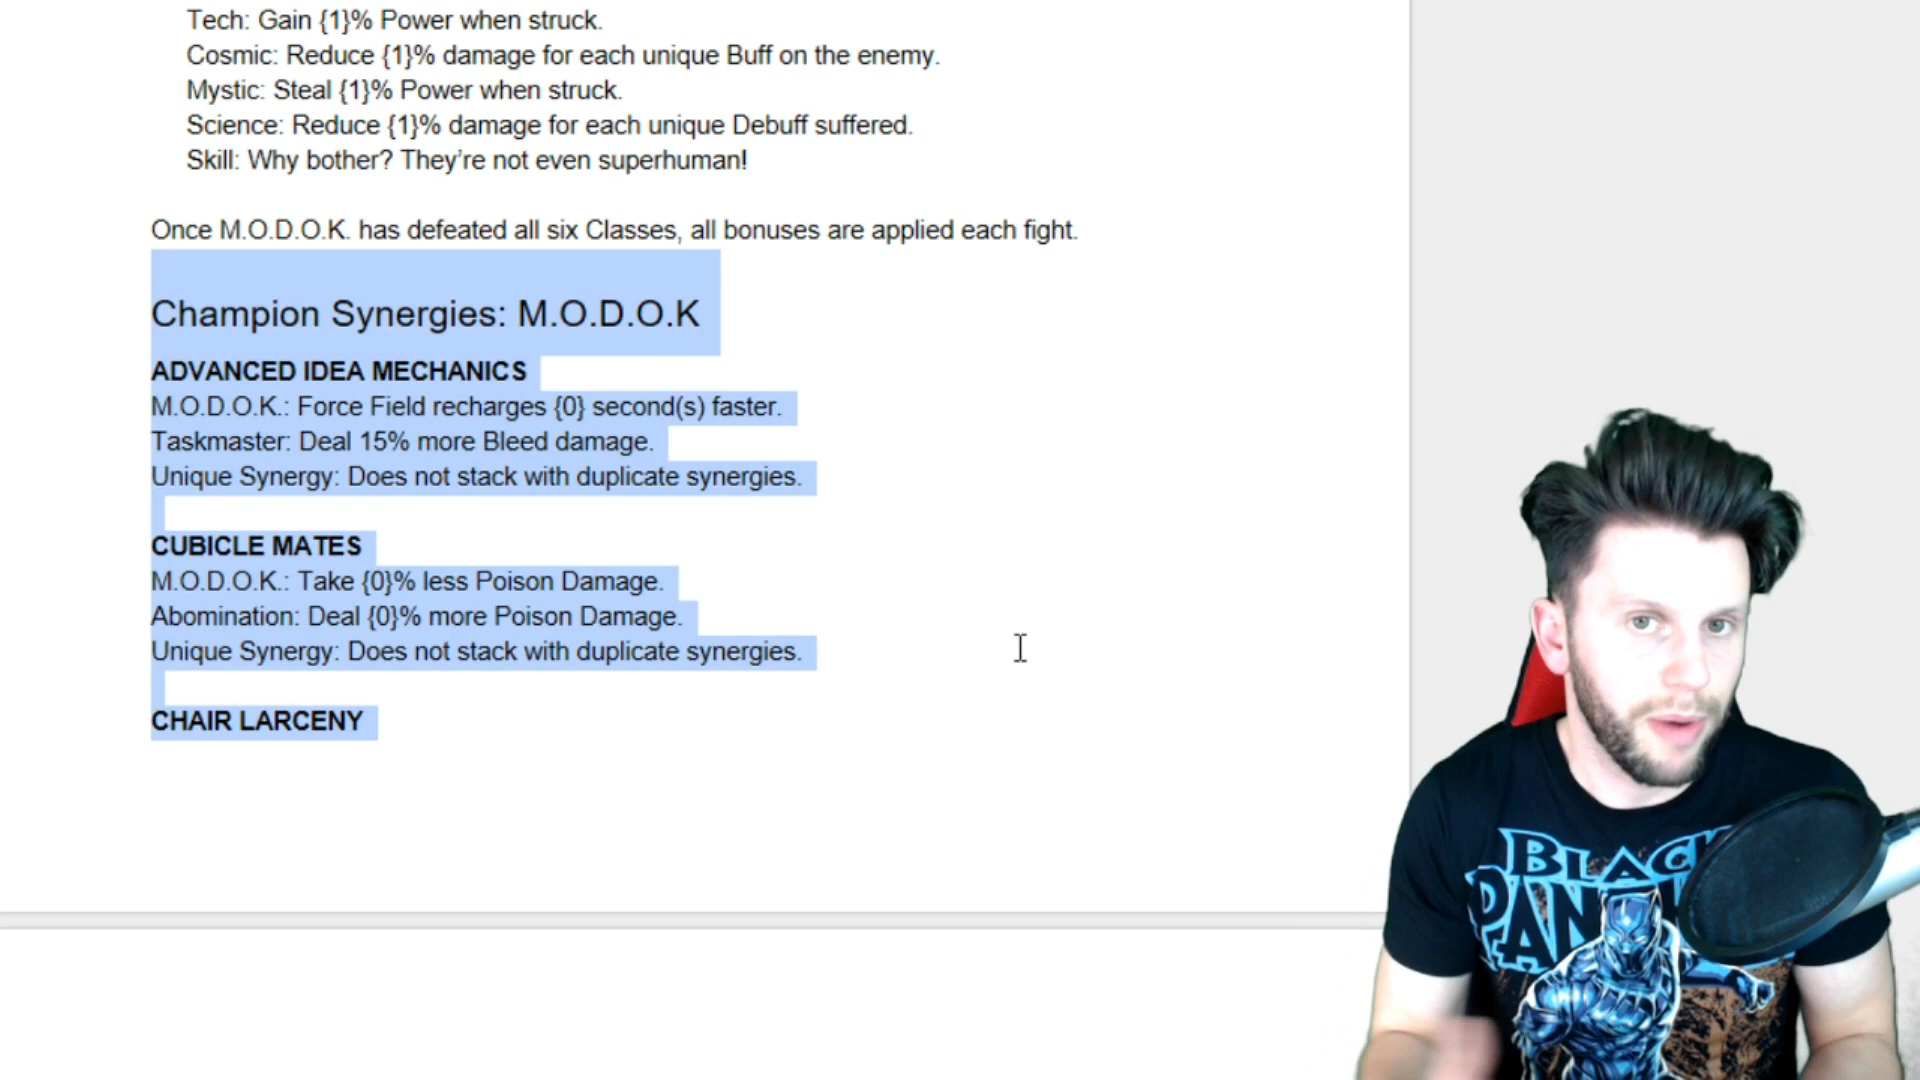 Tech: Gain {1}% Power when struck.
Cosmic: Reduce {1}% damage for each unique Buff on the enemy.
Mystic: Steal {1}% Power when struck.
Science: Reduce {1}% damage for each unique Debuff suffered.
Skill: Why bother? They’re not even superhuman!
Once M.O.D.O.K. has defeated all six Classes, all bonuses are applied each fight.
Champion Synergies: M.O.D.O.K
ADVANCED IDEA MECHANICS
M.O.D.O.K.: Force Field recharges {0} second(s) faster.
Taskmaster: Deal 15% more Bleed damage.
Unique Synergy: Does not stack with duplicate synergies.
CUBICLE MATES
M.O.D.O.K.: Take {0}% less Poison Damage.
Abomination: Deal {0}% more Poison Damage.
Unique Synergy: Does not stack with duplicate synergies.
CHAIR LARCENY
BLACK